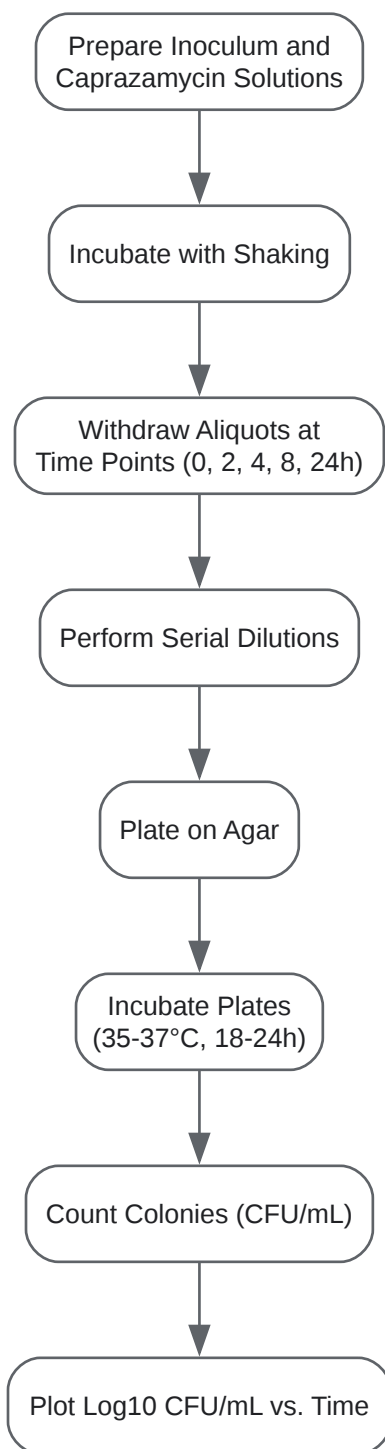 Prepare Inoculum and
Caprazamycin Solutions
Incubate with Shaking
Withdraw Aliquots at
Time Points (0, 2, 4, 8, 24h)
Perform Serial Dilutions
Plate on Agar
Incubate Plates
(35-37°C, 18-24h)
Count Colonies (CFU/mL)
Plot Log10 CFU/mL vs. Time